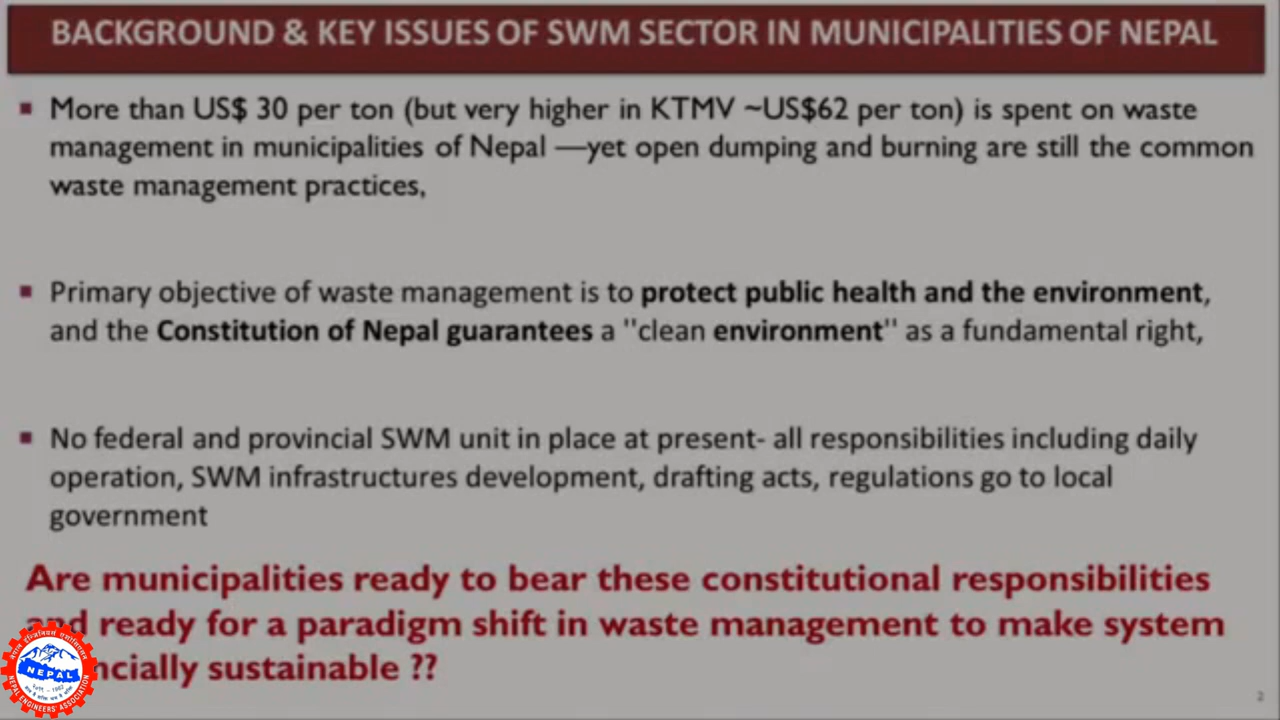 BACKGROUND & KEY ISSUES OF SWM SECTOR IN MUNICIPALITIES OF NEPAL
▪ More than US$ 30 per ton (but very higher in KTMV ~US$62 per ton) is spent on waste
management in municipalities of Nepal —yet open dumping and burning are still the common
waste management practices,
▪ Primary objective of waste management is to protect public health and the environment,
and the Constitution of Nepal guarantees a "clean environment" as a fundamental right,
▪ No federal and provincial SWM unit in place at present- all responsibilities including daily
operation, SWM infrastructures development, drafting acts, regulations go to local
government
Are municipalities ready to bear these constitutional responsibilities
ready for a paradigm shift in waste management to make system
ncially sustainable ??
NEPAL
NEPAL ENGINEERS' ASSOCIATION
2